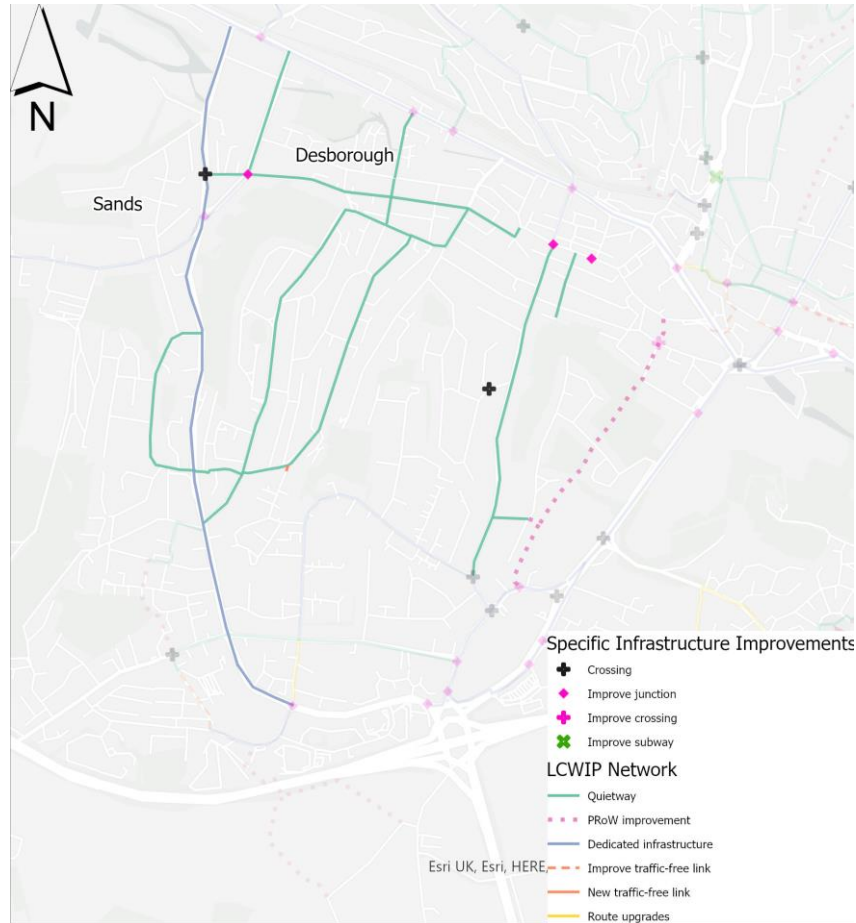 N
Desborough
Sands
Specific Infrastructure Improvements
Crossing
Improve junction
Improve crossing
Improve subway
LCWIP Network
Quietway
PRoW improvement
Dedicated infrastructure
Improve traffic-free link
New traffic-free link
Route upgrades
Esri UK, Esri, HERE,